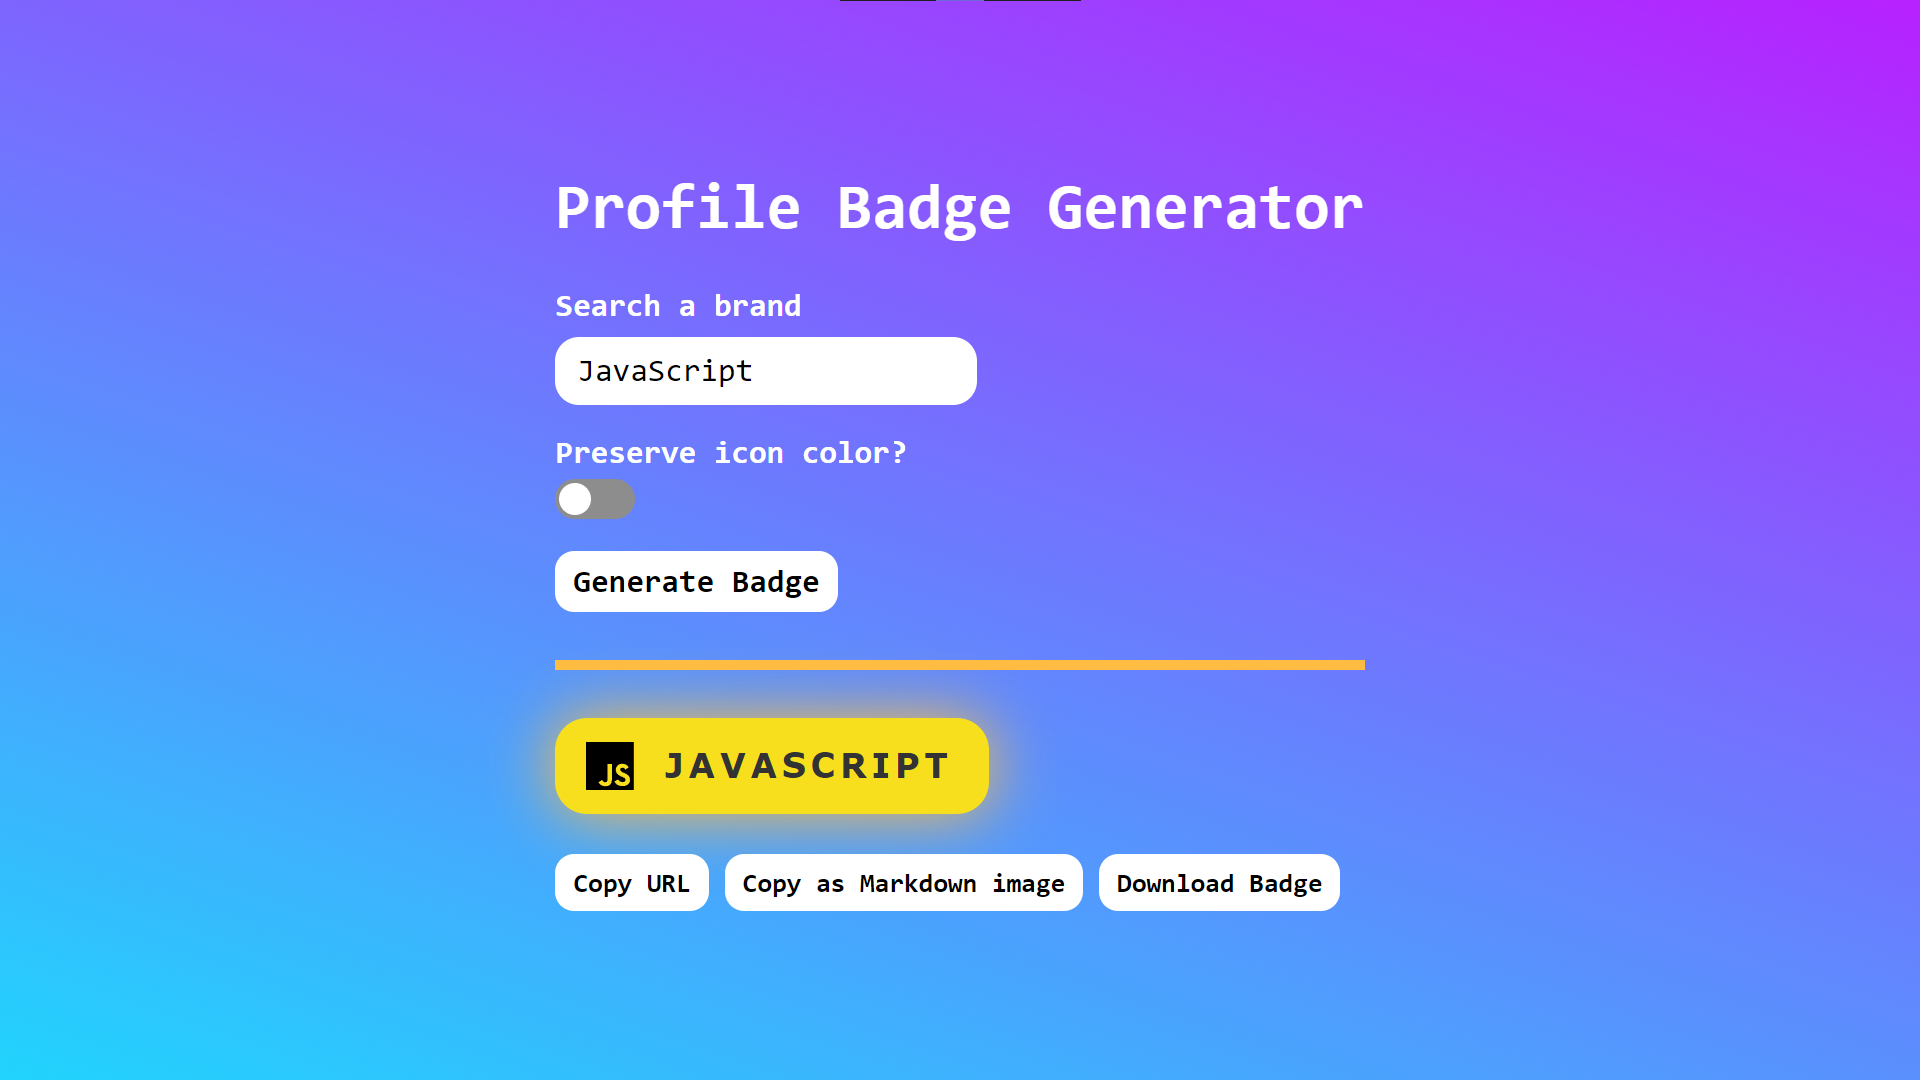 Profile Badge Generator
Search a brand
JavaScript
Preserve icon color?
Generate Badge
JS JAVASCRIPT
Copy URL Copy as Markdown image Download Badge